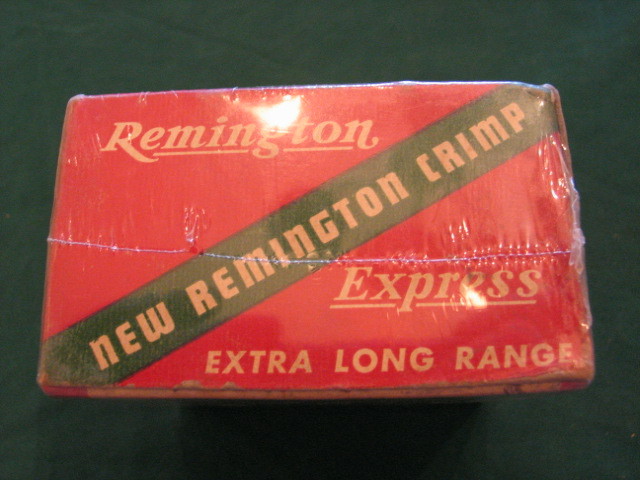 Remington
NEW REMINGTON CRIMP
Express
EXTRA LONG RANGE